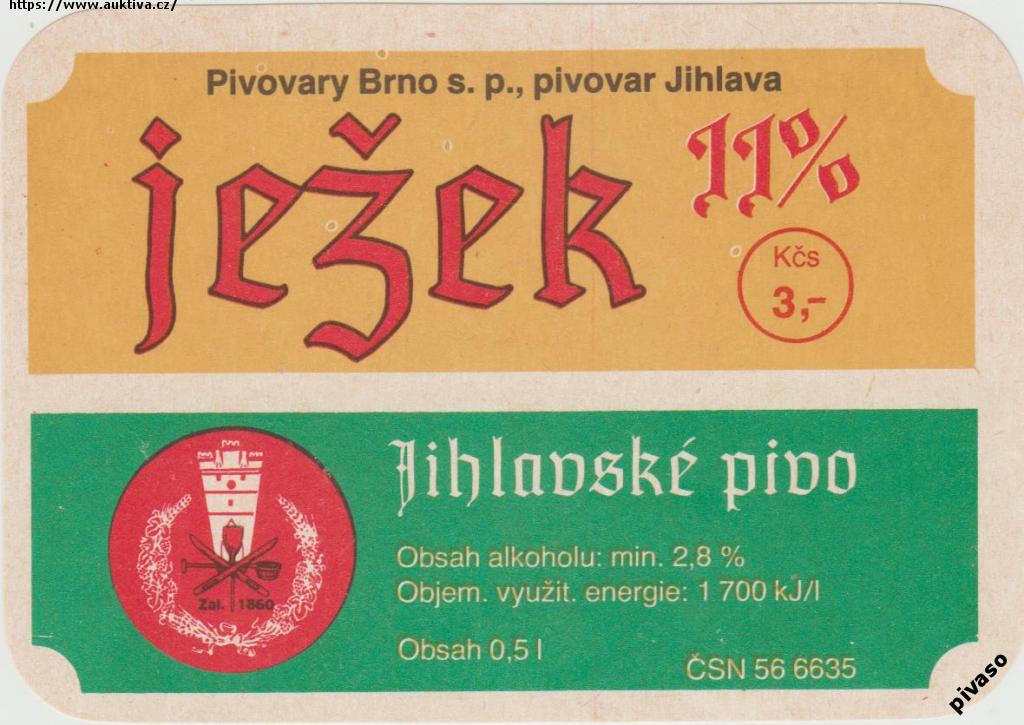 https://www.auktiva.cz/
Pivovary Brno s. p., pivovar Jihlava
ježek 11%
Kčs
3,-
Jihlavské pivo
Obsah alkoholu: min. 2,8 %
Objem. využit. energie: 1 700 kJ/l
Zal. 1860
Obsah 0,5 l
ČSN 56 6635
pivaso